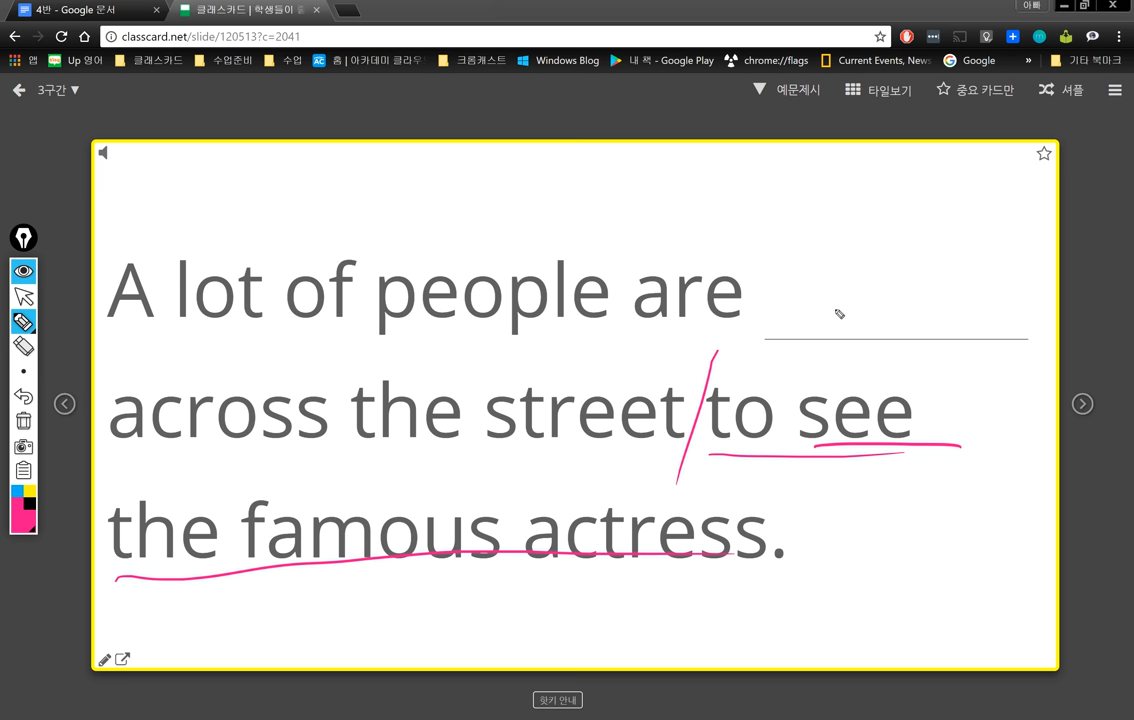 4반 - Google 문서
클래스카드 | 학생들이 쫄
아빠
classcard.net/slide/120513?c=2041
앱 Up 영어 클래스카드 수업준비 수업 홈 | 아카데미 클라우 크롬캐스트 Windows Blog 내 책 - Google Play chrome://flags Current Events, News Google » 기타 북마크
3구간 ▼ ▼ 예문제시 타일보기 중요 카드만 셔플
A lot of people are ________
across the street to see
the famous actress.
핫키 안내